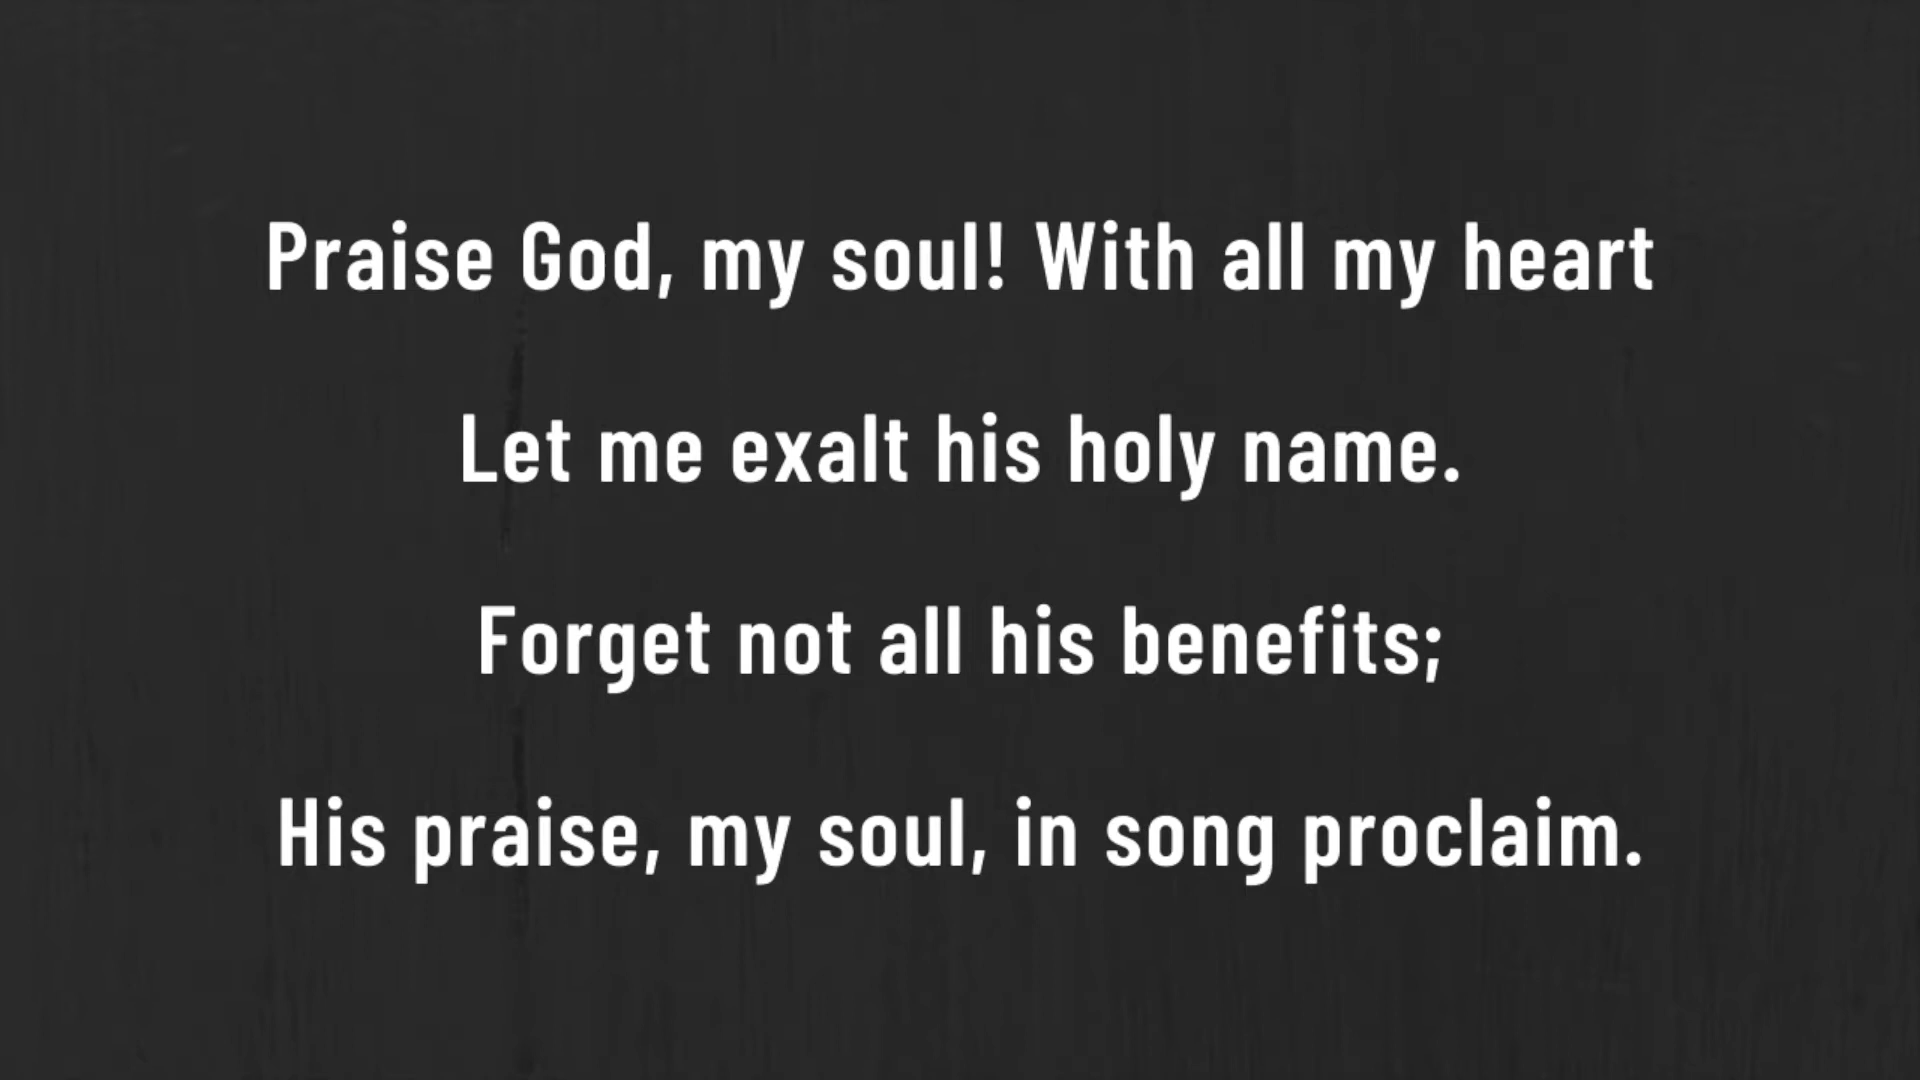 Praise God, my soul! With all my heart
Let me exalt his holy name.
Forget not all his benefits;
His praise, my soul, in song proclaim.